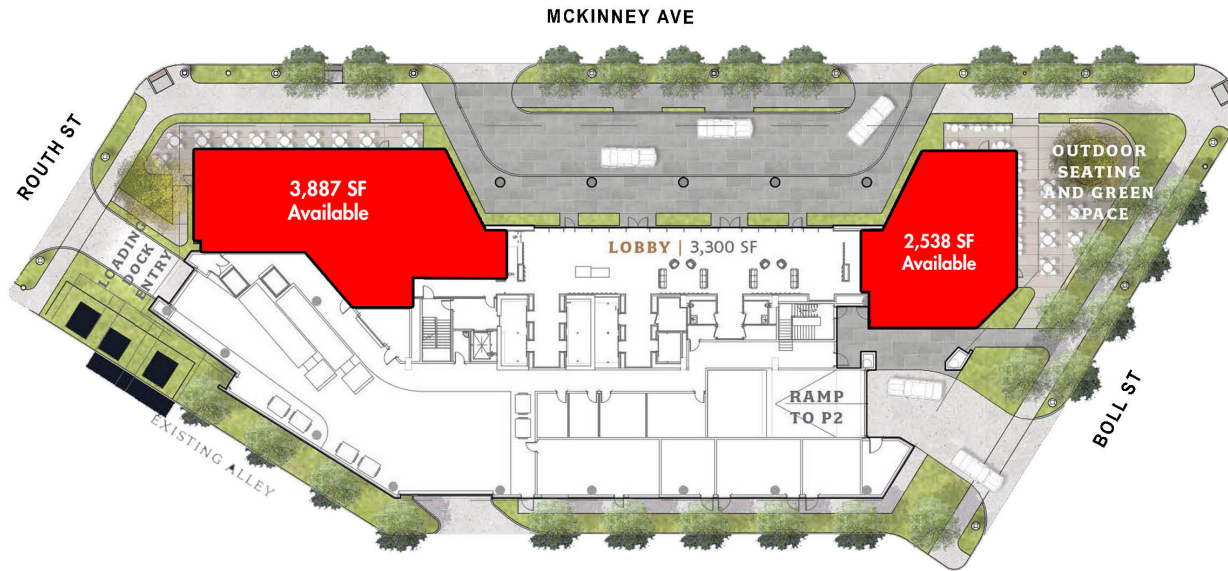 MCKINNEY AVE
ROUTH ST
3,887 SF
Available
OUTDOOR
SEATING
AND GREEN
SPACE
LOBBY | 3,300 SF
2,538 SF
Available
LOADING
DOCK
ENTRY
RAMP
TO P2
BOLL ST
EXISTING ALLEY